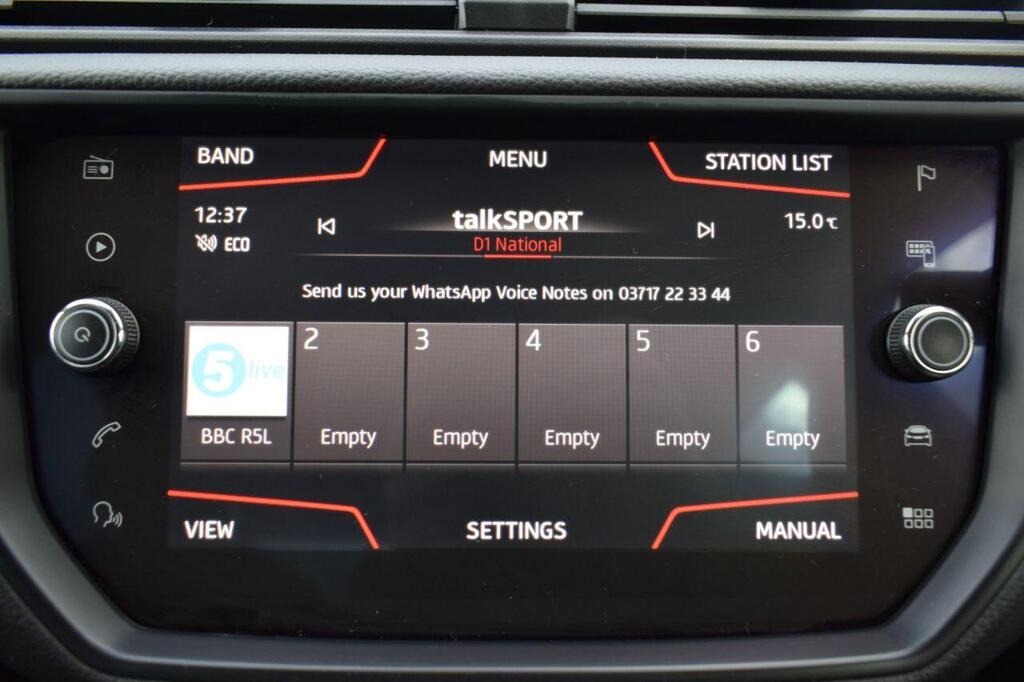 BAND MENU STATION LIST
12:37 talkSPORT 15.0℃
ECO D1 National
Send us your WhatsApp Voice Notes on 03717 22 33 44
5 live 2 3 4 5 6
BBC R5L Empty Empty Empty Empty Empty
VIEW SETTINGS MANUAL